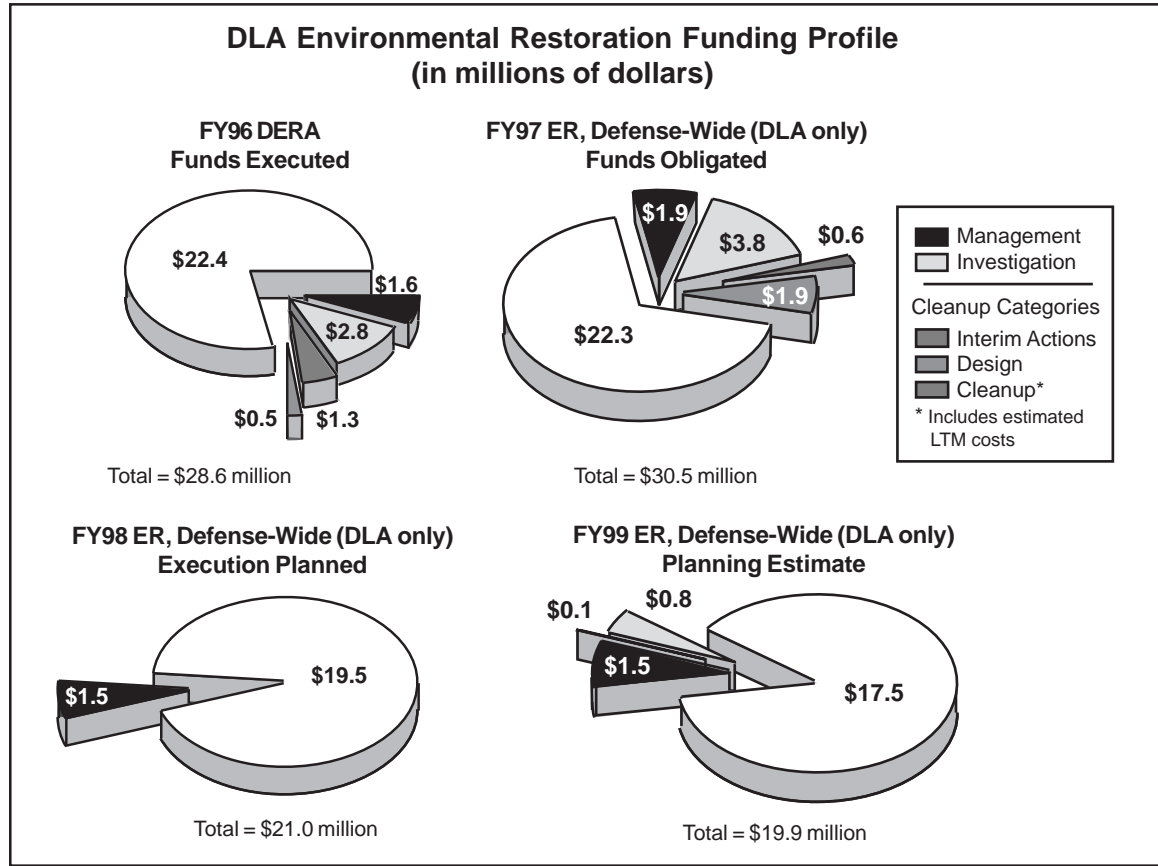 DLA Environmental Restoration Funding Profile
(in millions of dollars)
FY96 DERA
Funds Executed
$22.4
$1.6
$2.8
$0.5
$1.3
Total = $28.6 million
FY97 ER, Defense-Wide (DLA only)
Funds Obligated
$1.9
$3.8
$0.6
$1.9
$22.3
Total = $30.5 million
Management
Investigation
Cleanup Categories
Interim Actions
Design
Cleanup*
* Includes estimated
LTM costs
FY98 ER, Defense-Wide (DLA only)
Execution Planned
$19.5
$1.5
Total = $21.0 million
FY99 ER, Defense-Wide (DLA only)
Planning Estimate
$0.1
$0.8
$1.5
$17.5
Total = $19.9 million